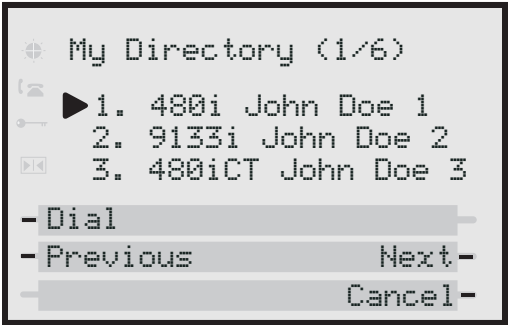 My Directory (1/6)
1. 480i John Doe 1
2. 9133i John Doe 2
3. 480iCT John Doe 3
Dial
Previous Next
Cancel